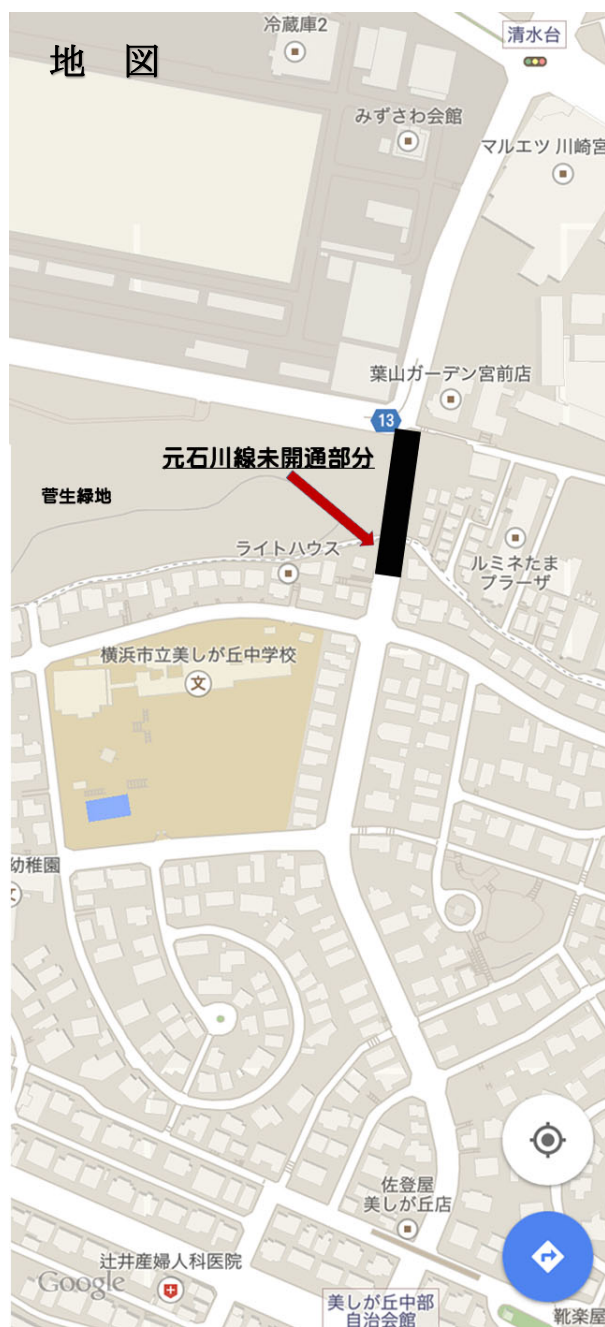 冷蔵庫2
地 図
清水台
みずさわ会館
マルエツ 川崎宮
葉山ガーデン宮前店
13
元石川線未開通部分
菅生緑地
ライトハウス
ルミネたま
プラーザ
横浜市立美しが丘中学校
文
幼稚園
文
佐登屋
美しが丘店
辻井産婦人科医院
Google
美しが丘中部
自治会館
靴楽屋